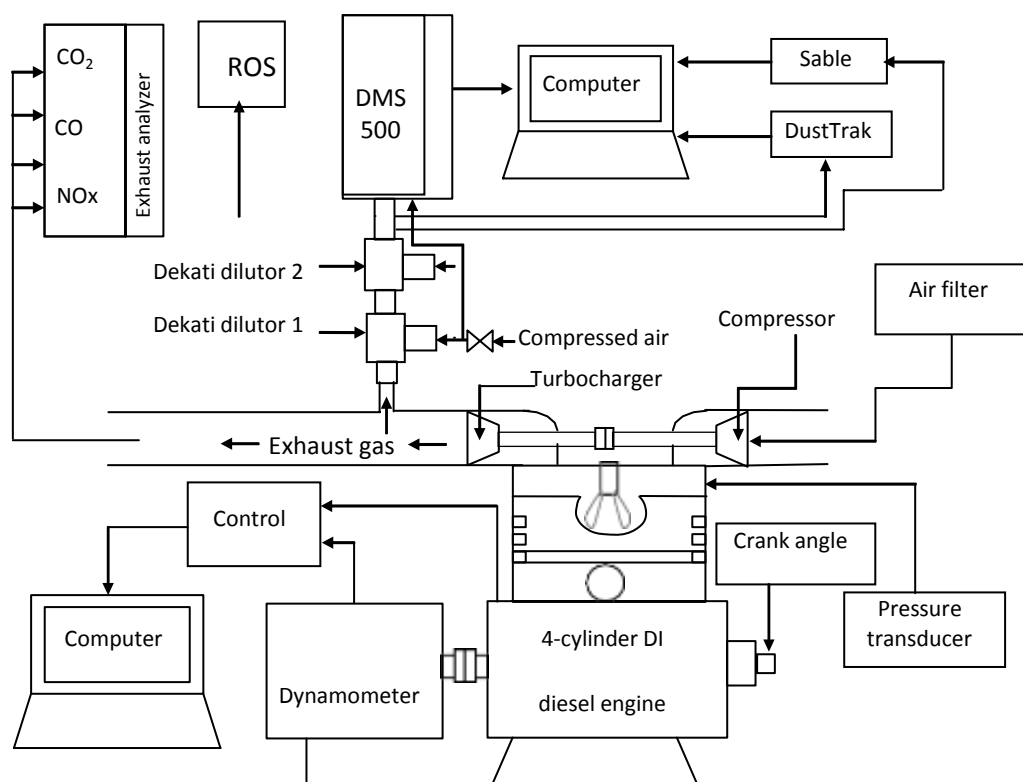 CO₂
CO
NOx
Exhaust analyzer
ROS
DMS
500
Computer
Sable
DustTrak
Dekati dilutor 2
Dekati dilutor 1
Compressed air
Turbocharger
Compressor
Air filter
Exhaust gas
Control
Crank angle
Computer
Dynamometer
4-cylinder DI
diesel engine
Pressure
transducer